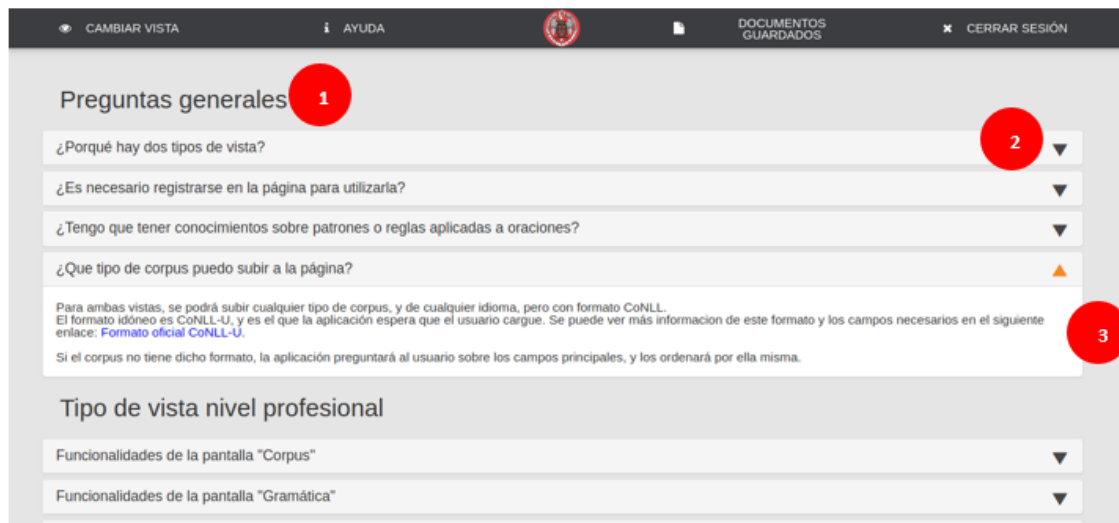 CAMBIAR VISTA
AYUDA
DOCUMENTOS
GUARDADOS
CERRAR SESIÓN
Preguntas generales
1
¿Porqué hay dos tipos de vista?
2
¿Es necesario registrarse en la página para utilizarla?
¿Tengo que tener conocimientos sobre patrones o reglas aplicadas a oraciones?
¿Que tipo de corpus puedo subir a la página?
Para ambas vistas, se podrá subir cualquier tipo de corpus, y de cualquier idioma, pero con formato CoNLL.
El formato idóneo es CoNLL-U, y es el que la aplicación espera que el usuario cargue. Se puede ver más informacion de este formato y los campos necesarios en el siguiente
enlace: Formato oficial CoNLL-U.
3
Si el corpus no tiene dicho formato, la aplicación preguntará al usuario sobre los campos principales, y los ordenará por ella misma.
Tipo de vista nivel profesional
Funcionalidades de la pantalla "Corpus"
Funcionalidades de la pantalla "Gramática"